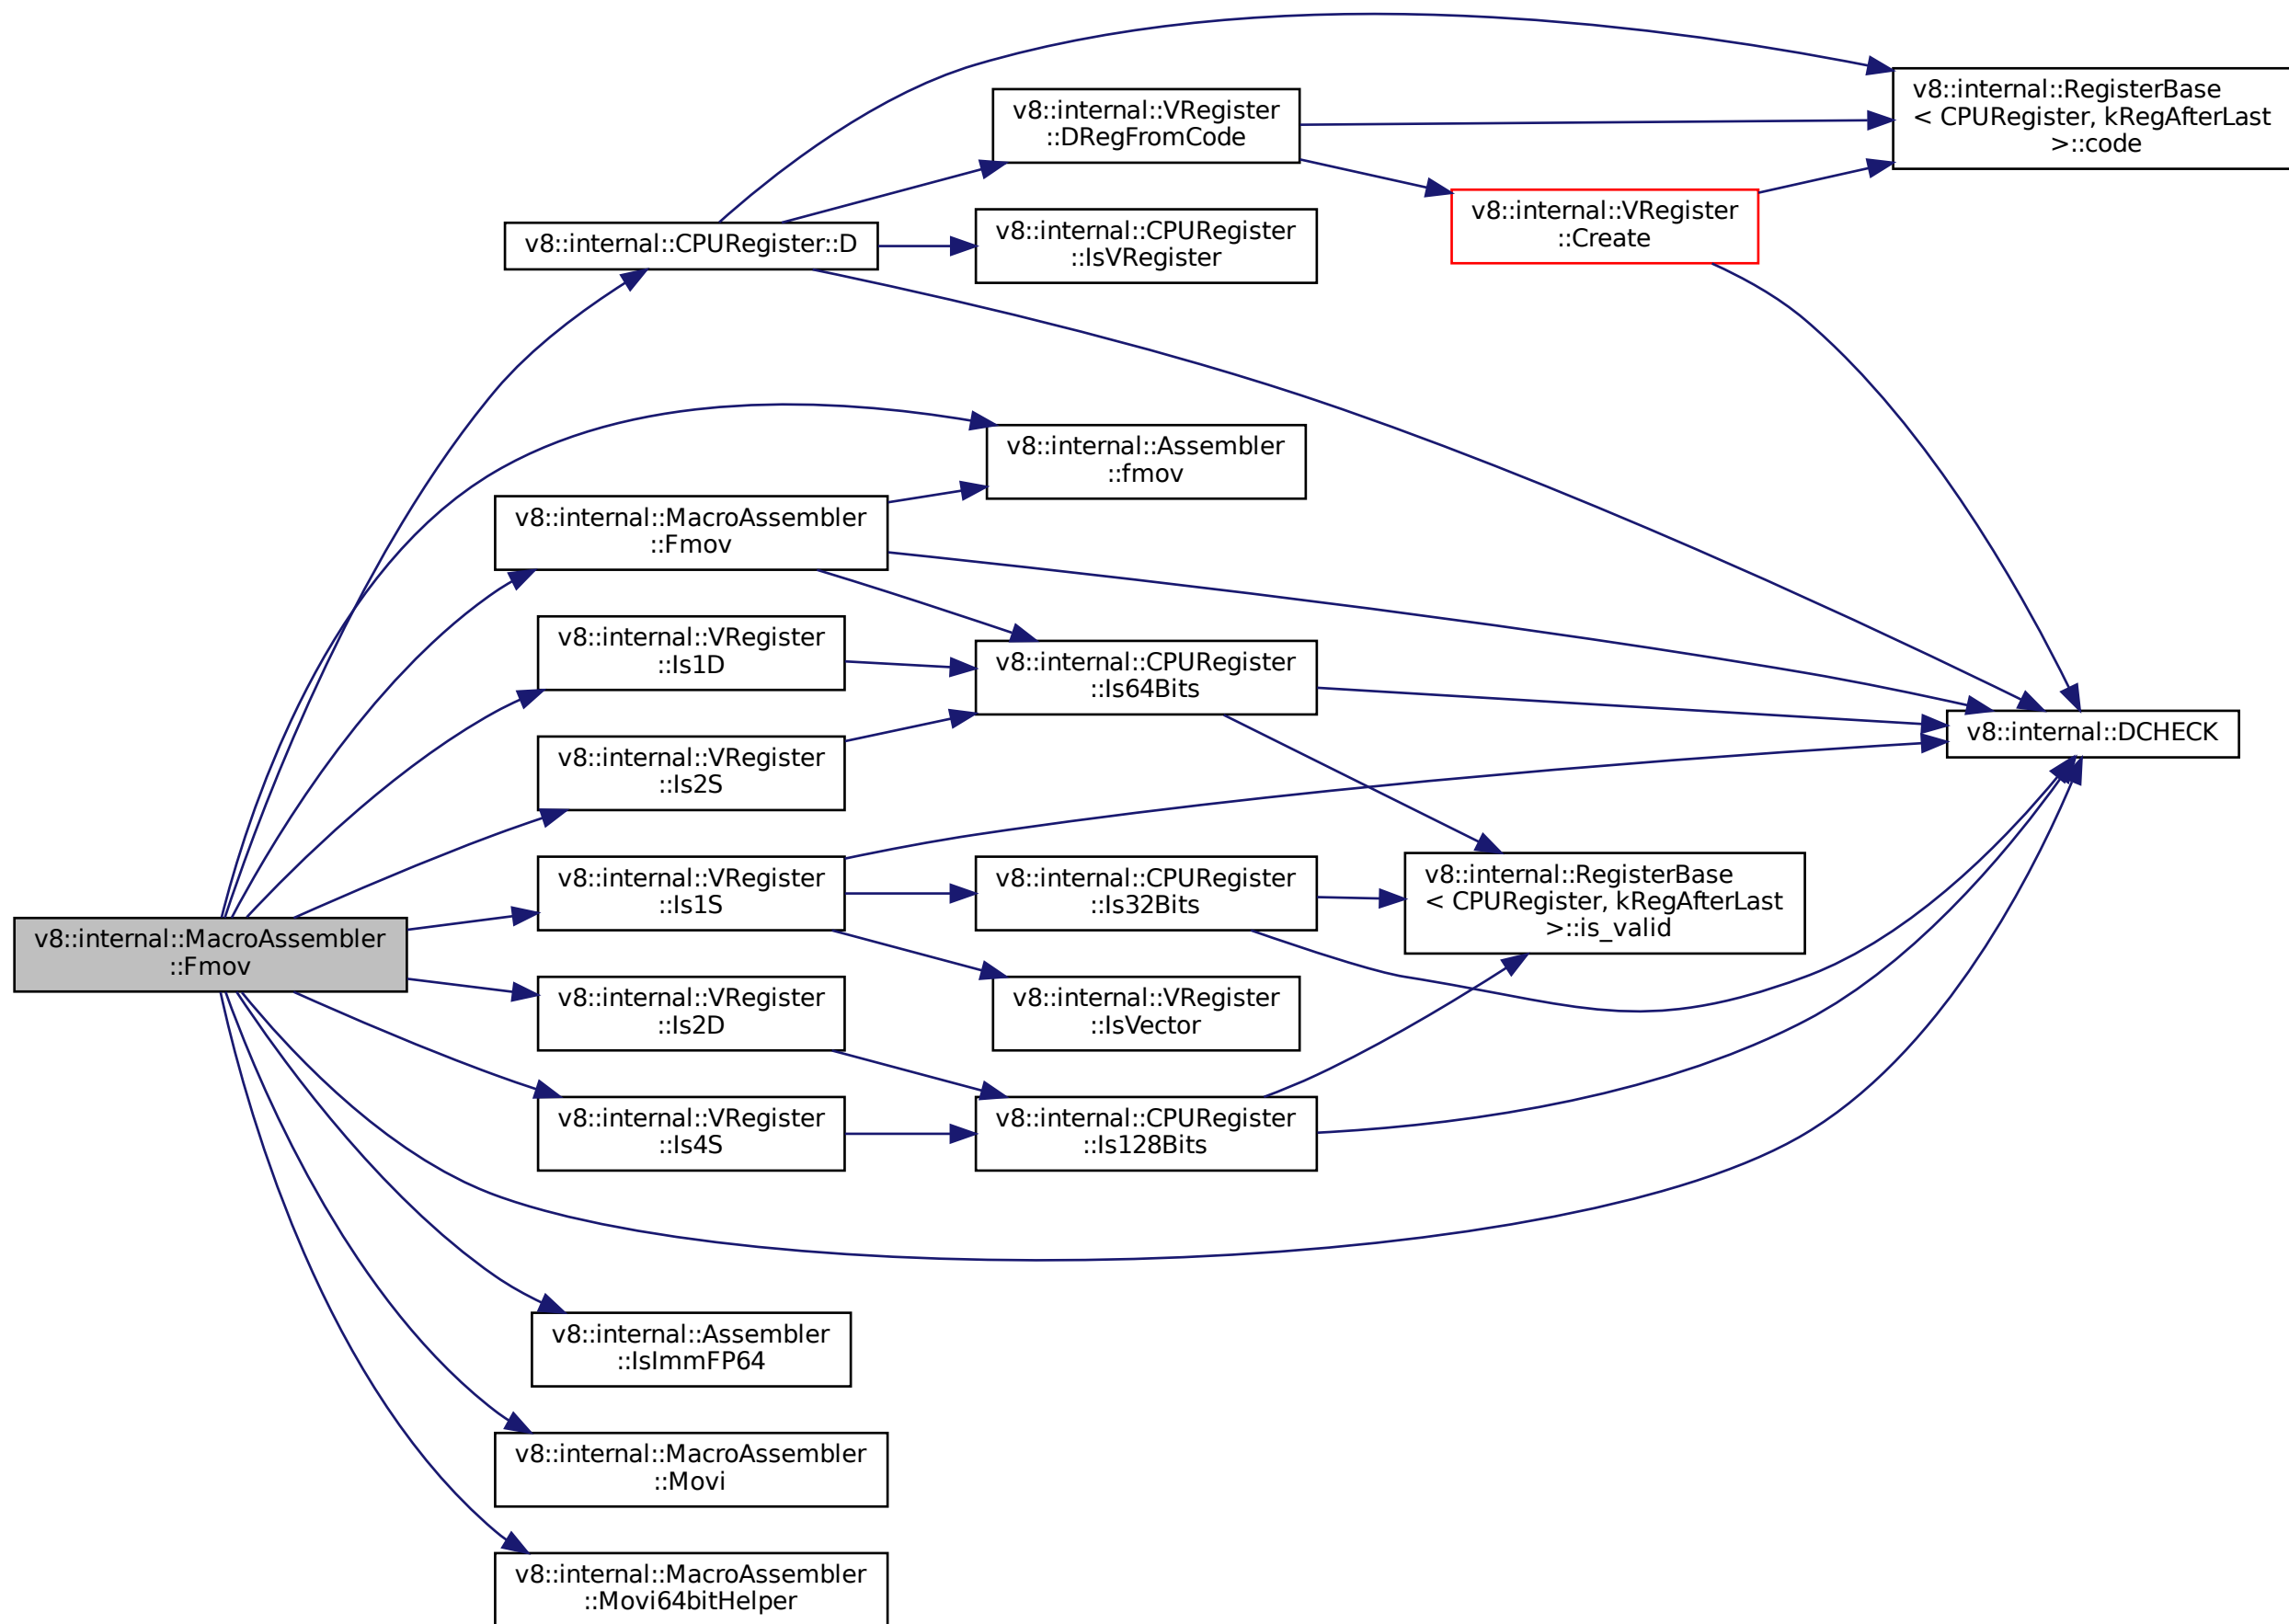 v8::internal::RegisterBase
< CPURegister, kRegAfterLast
>::code
v8::internal::VRegister
::DRegFromCode
v8::internal::VRegister
::Create
v8::internal::CPURegister::D
v8::internal::CPURegister
::IsVRegister
v8::internal::Assembler
::fmov
v8::internal::MacroAssembler
::Fmov
v8::internal::VRegister
::Is1D
v8::internal::CPURegister
::Is64Bits
v8::internal::DCHECK
v8::internal::VRegister
::Is2S
v8::internal::VRegister
::Is1S
v8::internal::CPURegister
::Is32Bits
v8::internal::RegisterBase
< CPURegister, kRegAfterLast
>::is_valid
v8::internal::MacroAssembler
::Fmov
v8::internal::VRegister
::Is2D
v8::internal::VRegister
::IsVector
v8::internal::VRegister
::Is4S
v8::internal::CPURegister
::Is128Bits
v8::internal::Assembler
::IsImmFP64
v8::internal::MacroAssembler
::Movi
v8::internal::MacroAssembler
::Movi64bitHelper